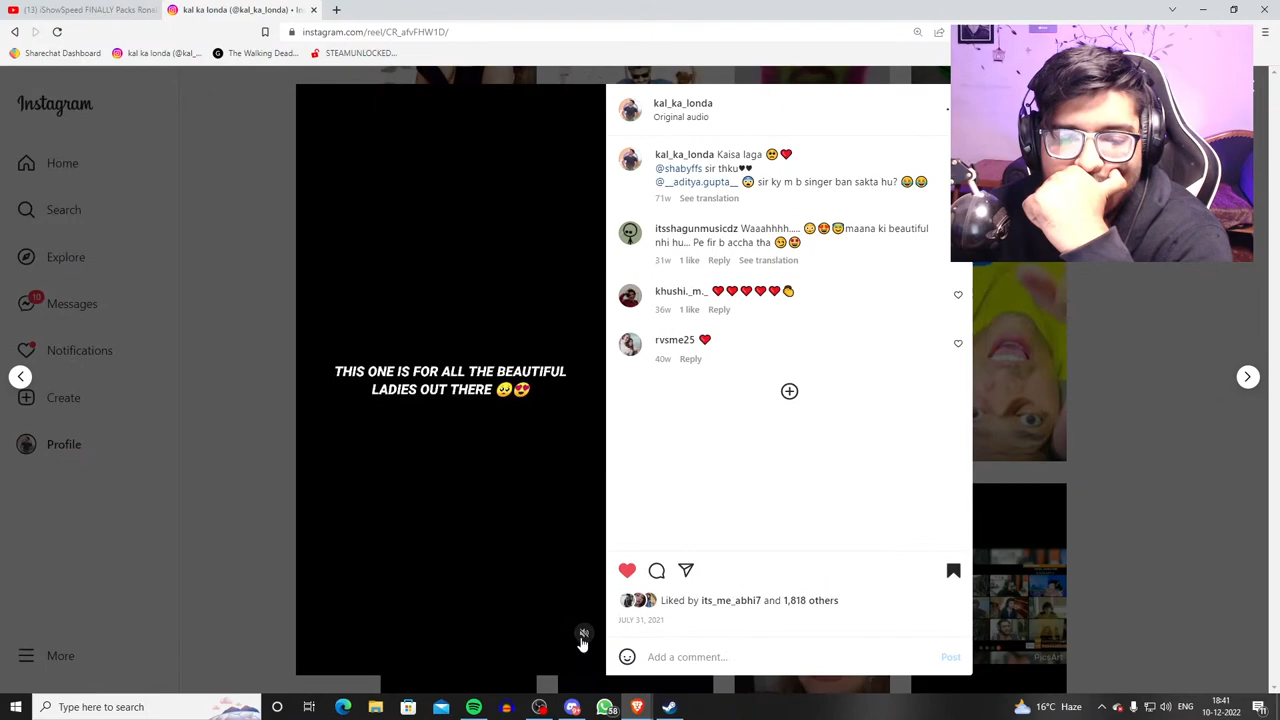 (33) iShowSpeed FINALLY Packs Rons
kal ka londa (@kal_ka_londa)
instagram.com/reel/CR_afvFHW1D/
Sharechat Dashboard
kal ka londa (@kal_...
The Walking Dead...
STEAMUNLOCKED...
Instagram
Home
Search
Explore
10
Messages
Notifications
Create
Profile
More
THIS ONE IS FOR ALL THE BEAUTIFUL
LADIES OUT THERE 🥺😍
kal_ka_londa
Original audio
kal_ka_londa Kaisa laga 🥺❤️
@shabyffs sir thku♥♥
@__aditya.gupta__ 😨 sir ky m b singer ban sakta hu? 😂😂
71w See translation
itsshagunmusicdz Waaahhhh..... 😳😍😇maana ki beautiful
nhi hu... Pe fir b accha tha 😏😍
31w 1 like Reply See translation
khushi._.m._ ❤️❤️❤️❤️❤️👏
36w 1 like Reply
rvsme25 ❤️
40w Reply
Liked by its_me_abhi7 and 1,818 others
JULY 31, 2021
Add a comment...
Post
PicsArt
Type here to search
58
16°C Haze
ENG
18:41
10-12-2022